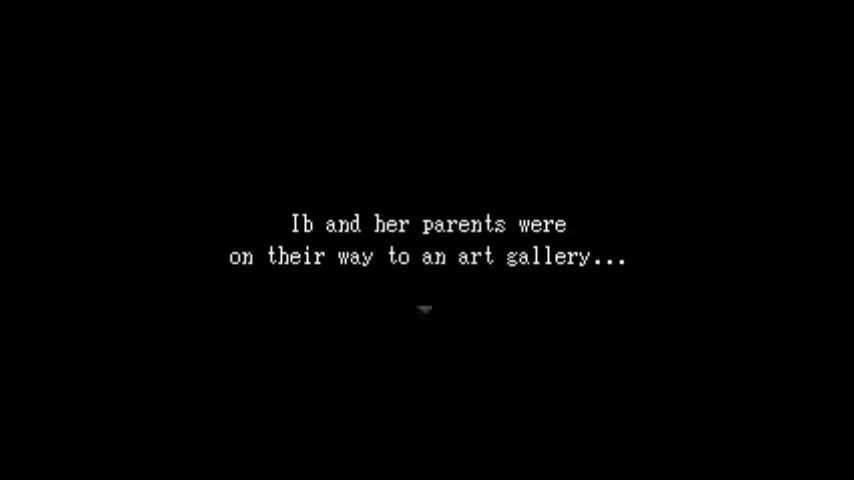 Ib and her parents were
on their way to an art gallery...